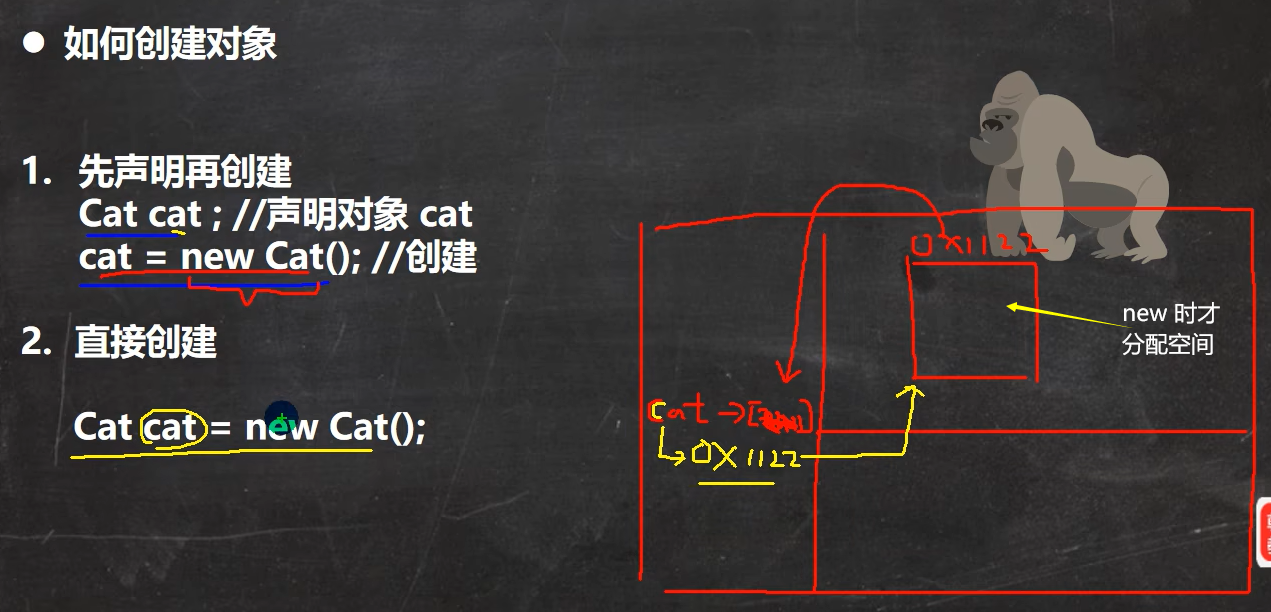 如何创建对象
1. 先声明再创建
Cat cat ; //声明对象 cat
cat = new Cat(); //创建
2. 直接创建
Cat cat = new Cat();
0X1122
new 时才
分配空间
cat
0X1122